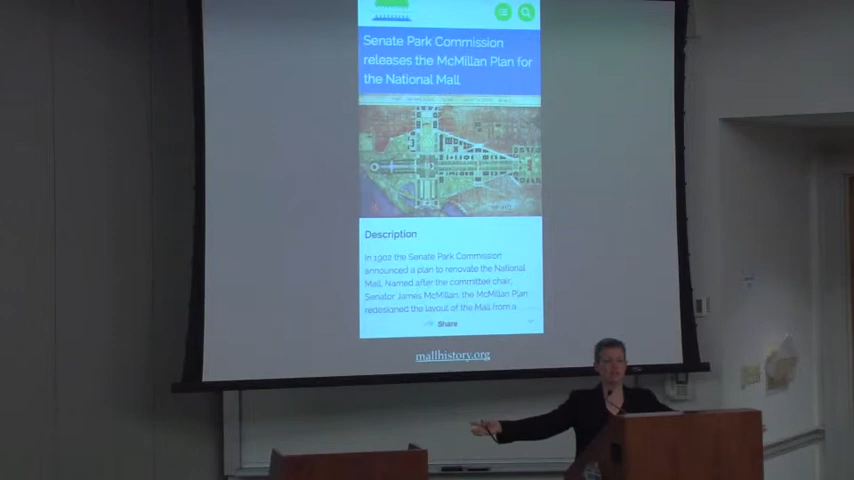 Senate Park Commission
releases the McMillan Plan for
the National Mall
Description
In 1902 the Senate Park Commission
announced a plan to renovate the National
Mall. Named after the committee chair,
Senator James McMillan, the McMillan Plan
redesigned the layout of the Mall from a ...
Share
mallhistory.org